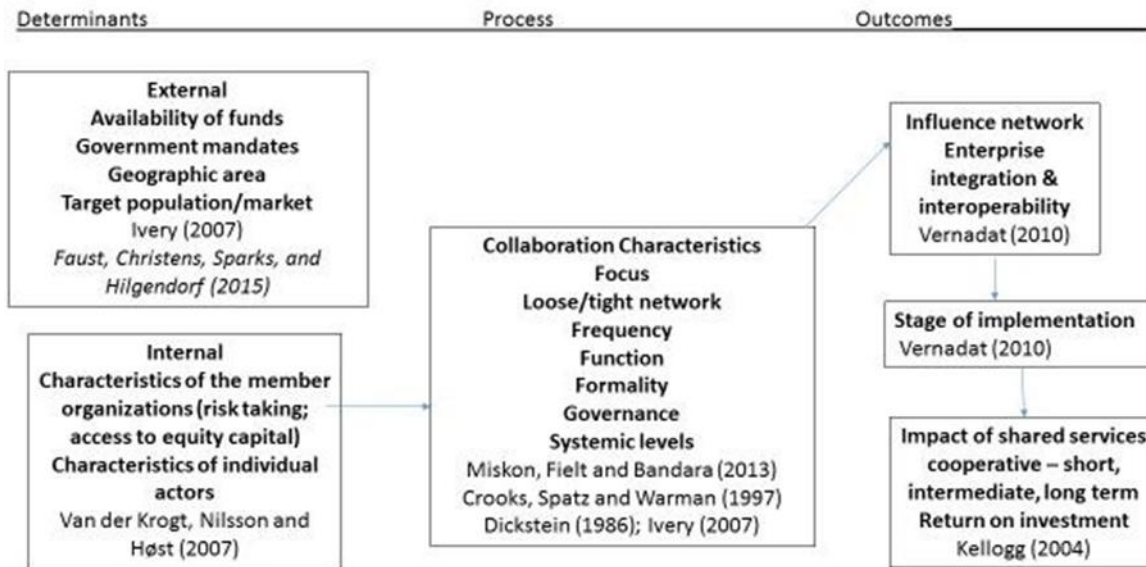 Determinants
Process
Outcomes
External
Availability of funds
Government mandates
Geographic area
Target population/market
Ivery (2007)
Faust, Christens, Sparks, and
Hilgendorf (2015)
Internal
Characteristics of the member
organizations (risk taking;
access to equity capital)
Characteristics of individual
actors
Van der Krogt, Nilsson and
Høst (2007)
Collaboration Characteristics
Focus
Loose/tight network
Frequency
Function
Formality
Governance
Systemic levels
Miskon, Fielt and Bandara (2013)
Crooks, Spatz and Warman (1997)
Dickstein (1986); Ivery (2007)
Influence network
Enterprise
integration &
interoperability
Vernadat (2010)
Stage of implementation
Vernadat (2010)
Impact of shared services
cooperative – short,
intermediate, long term
Return on investment
Kellogg (2004)